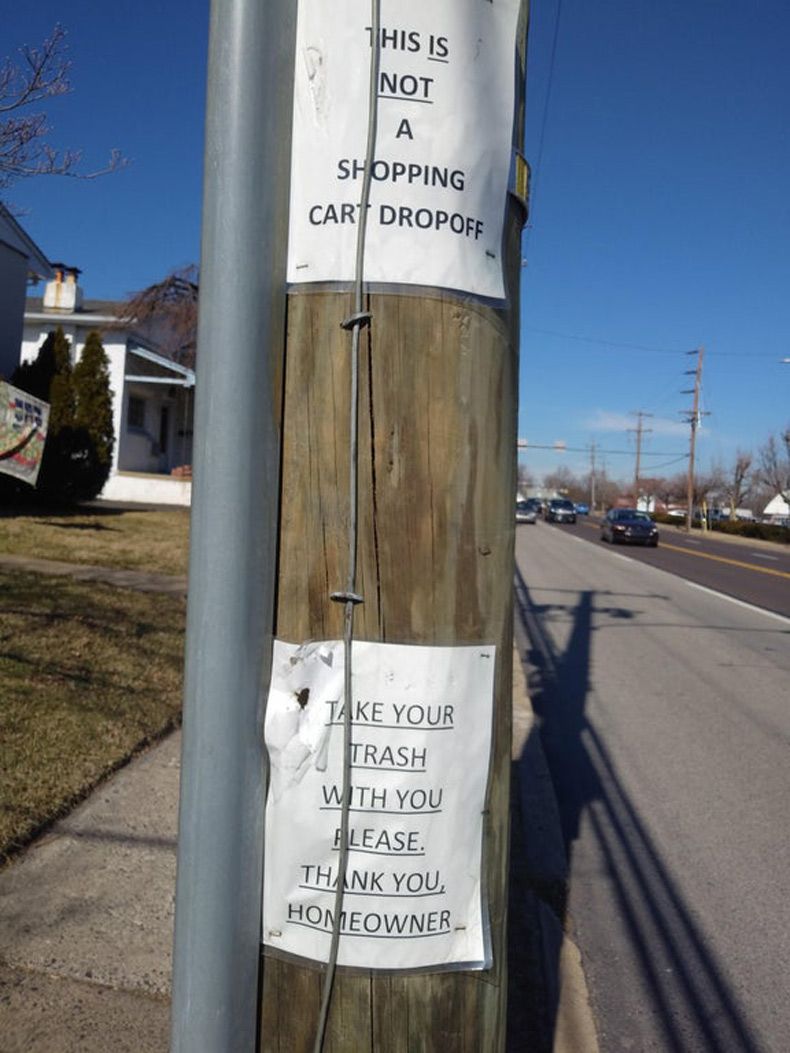 THIS IS
NOT
A
SHOPPING
CART DROPOFF
TAKE YOUR
TRASH
WITH YOU
PLEASE.
THANK YOU,
HOMEOWNER